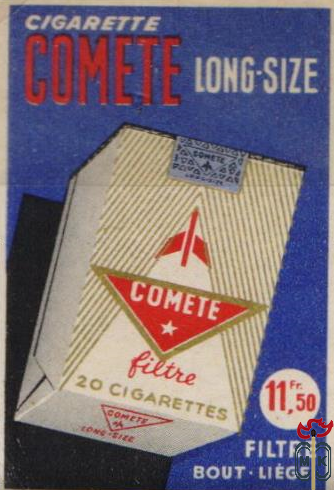 CIGARETTE
COMETE LONG-SIZE
COMETE
COMETE
filtre
20 CIGARETTES
COMETE
LONG-SIZE
11,50 Fr.
FILTRE
BOUT·LIÈGE